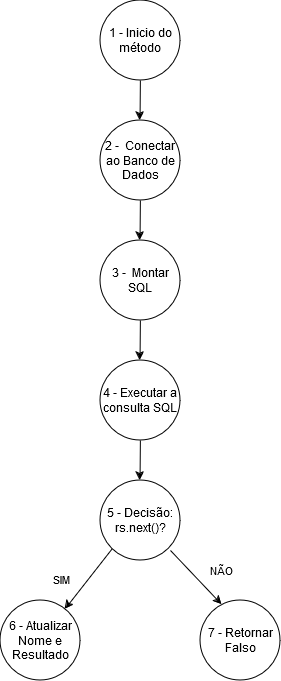 1 - Inicio do
método
2 - Conectar
ao Banco de
Dados
3 - Montar
SQL
4 - Executar a
consulta SQL
5 - Decisão:
rs.next()?
SIM
NÃO
6 - Atualizar
Nome e
Resultado
7 - Retornar
Falso